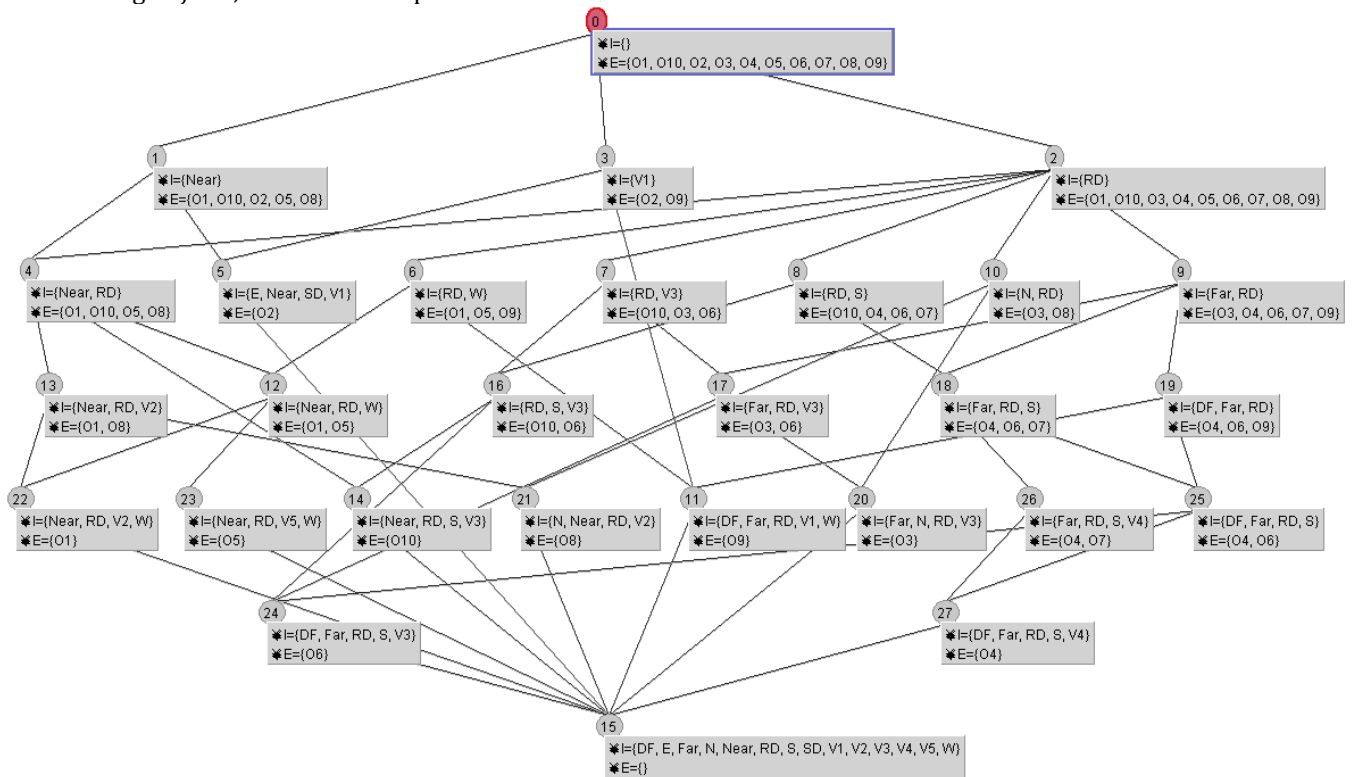 0
I={}
E={O1, O10, O2, O3, O4, O5, O6, O7, O8, O9}
1
3
2
I={Near}
E={O1, O10, O2, O5, O8}
I={V1}
E={O2, O9}
I={RD}
E={O1, O10, O3, O4, O5, O6, O7, O8, O9}
4
5
6
7
8
10
9
I={Near, RD}
E={O1, O10, O5, O8}
I={E, Near, SD, V1}
E={O2}
I={RD, W}
E={O1, O5, O9}
I={RD, V3}
E={O10, O3, O6}
I={RD, S}
E={O10, O4, O6, O7}
I={N, RD}
E={O3, O8}
I={Far, RD}
E={O3, O4, O6, O7, O9}
13
12
16
17
18
19
I={Near, RD, V2}
E={O1, O8}
I={Near, RD, W}
E={O1, O5}
I={RD, S, V3}
E={O10, O6}
I={Far, RD, V3}
E={O3, O6}
I={Far, RD, S}
E={O4, O6, O7}
I={DF, Far, RD}
E={O4, O6, O9}
22
23
14
21
11
20
26
25
I={Near, RD, V2, W}
E={O1}
I={Near, RD, V5, W}
E={O5}
I={Near, RD, S, V3}
E={O10}
I={N, Near, RD, V2}
E={O8}
I={DF, Far, RD, V1, W}
E={O9}
I={Far, N, RD, V3}
E={O3}
I={Far, RD, S, V4}
E={O4, O7}
I={DF, Far, RD, S}
E={O4, O6}
24
27
I={DF, Far, RD, S, V3}
E={O6}
I={DF, Far, RD, S, V4}
E={O4}
15
I={DF, E, Far, N, Near, RD, S, SD, V1, V2, V3, V4, V5, W}
E={}